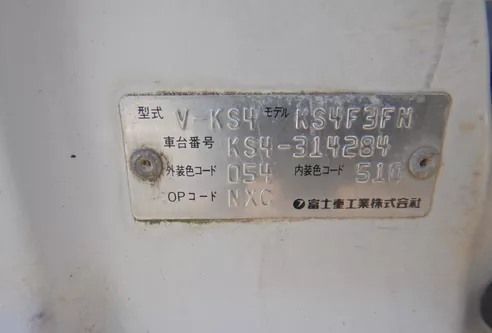 型式 V-KS4 モデル KS4F3FM
車台番号 KS4-314284
外装色コード 054 内装色コード 510
OPコード NXC
富士重工業株式会社